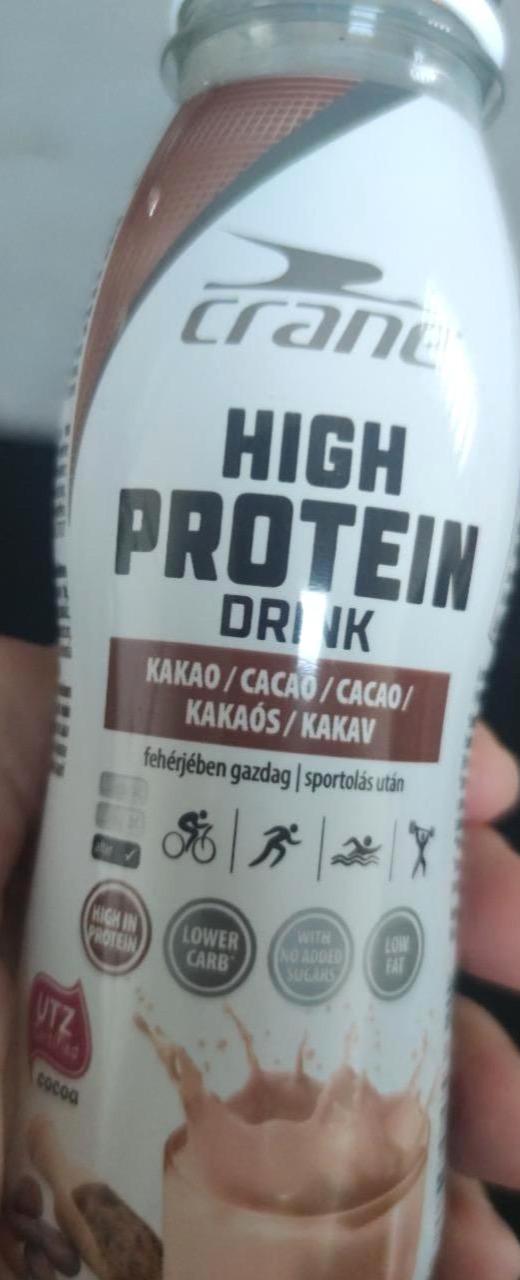 crane
HIGH
PROTEIN
DRINK
KAKAO / CACAO / CACAO /
KAKAÓS / KAKAV
fehérjében gazdag | sportolás után
HIGH IN
PROTEIN
LOWER
CARB*
WITH
NO ADDED
SUGARS
LOW
FAT
UTZ
cocoa